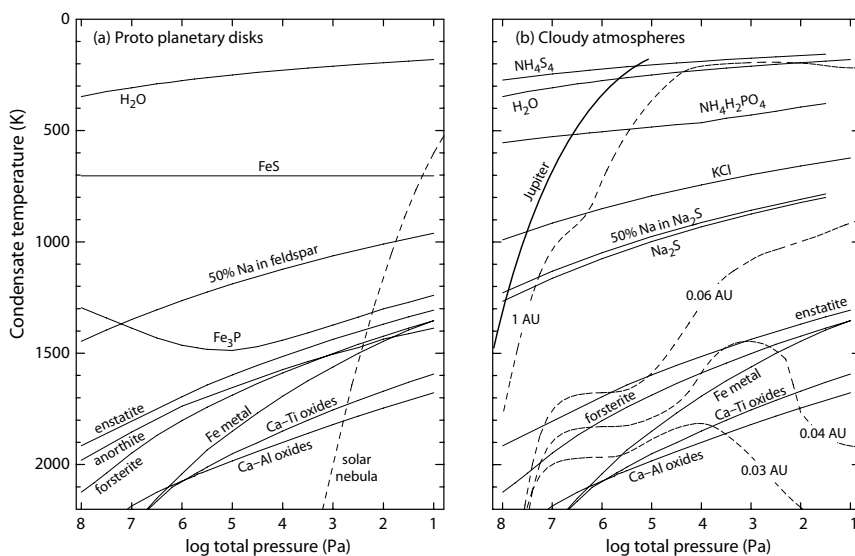 (a) Proto planetary disks
(b) Cloudy atmospheres
Condensate temperature (K)
0
500
1000
1500
2000
H₂O
FeS
50% Na in feldspar
Fe₃P
enstatite
anorthite
forsterite
Fe metal
Ca–Ti oxides
Ca–Al oxides
solar
nebula
8 7 6 5 4 3 2 1
log total pressure (Pa)
NH₄S₄
H₂O
NH₄H₂PO₄
Jupiter
KCl
50% Na in Na₂S
Na₂S
1 AU
0.06 AU
enstatite
forsterite
Fe metal
Ca–Ti oxides
Ca–Al oxides
0.04 AU
0.03 AU
8 7 6 5 4 3 2 1
log total pressure (Pa)